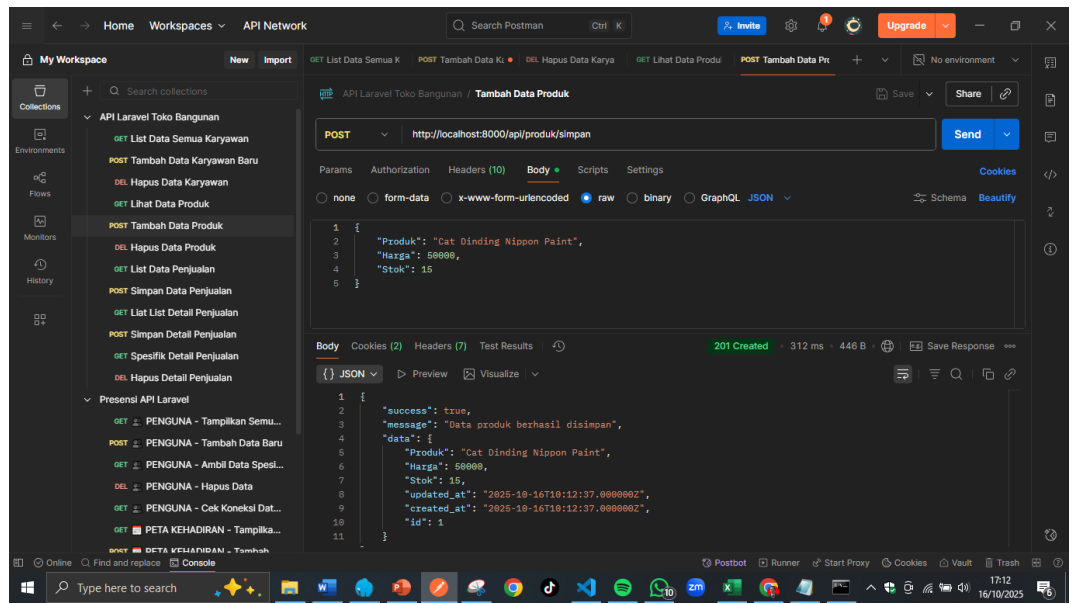 Home Workspaces API Network Search Postman Ctrl K Invite 1 Upgrade
My Workspace New Import GET List Data Semua K POST Tambah Data Ka DEL Hapus Data Karya GET Lihat Data Produl POST Tambah Data Pro No environment
Collections
Environments
Flows
Monitors
History
Search collections
API Laravel Toko Bangunan
GET List Data Semua Karyawan
POST Tambah Data Karyawan Baru
DEL Hapus Data Karyawan
GET Lihat Data Produk
POST Tambah Data Produk
DEL Hapus Data Produk
GET List Data Penjualan
POST Simpan Data Penjualan
GET Liat List Detail Penjualan
POST Simpan Detail Penjualan
GET Spesifik Detail Penjualan
DEL Hapus Detail Penjualan
Presensi API Laravel
GET PENGUNA - Tampilkan Semu...
POST PENGUNA - Tambah Data Baru
GET PENGUNA - Ambil Data Spesi...
DEL PENGUNA - Hapus Data
GET PENGUNA - Cek Koneksi Dat...
GET PETA KEHADIRAN - Tampilka...
POST PETA KEHADIRAN - Tambah
HTTP API Laravel Toko Bangunan / Tambah Data Produk Save Share
POST http://localhost:8000/api/produk/simpan Send
Params Authorization Headers (10) Body Scripts Settings Cookies
none form-data x-www-form-urlencoded raw binary GraphQL JSON Schema Beautify
1 {
2 "Produk": "Cat Dinding Nippon Paint",
3 "Harga": 50000,
4 "Stok": 15
5 }
Body Cookies (2) Headers (7) Test Results 201 Created 312 ms 446 B Save Response
{} JSON Preview Visualize
1 {
2 "success": true,
3 "message": "Data produk berhasil disimpan",
4 "data": {
5 "Produk": "Cat Dinding Nippon Paint",
6 "Harga": 50000,
7 "Stok": 15,
8 "updated_at": "2025-10-16T10:12:37.000000Z",
9 "created_at": "2025-10-16T10:12:37.000000Z",
10 "id": 1
11 }
Online Find and replace Console Postbot Runner Start Proxy Cookies Vault Trash
Type here to search 10 zm 17:12
16/10/2025 6